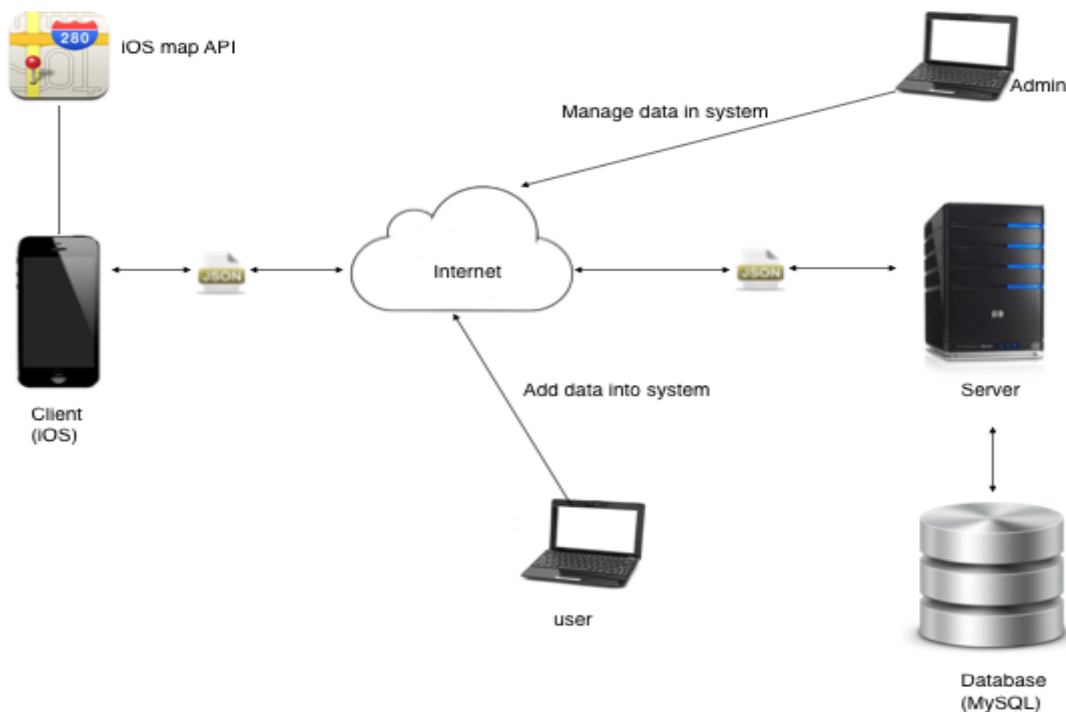 280
iOS map API
Admin
Manage data in system
JSON
Internet
JSON
Add data into system
Client
(iOS)
Server
user
Database
(MySQL)